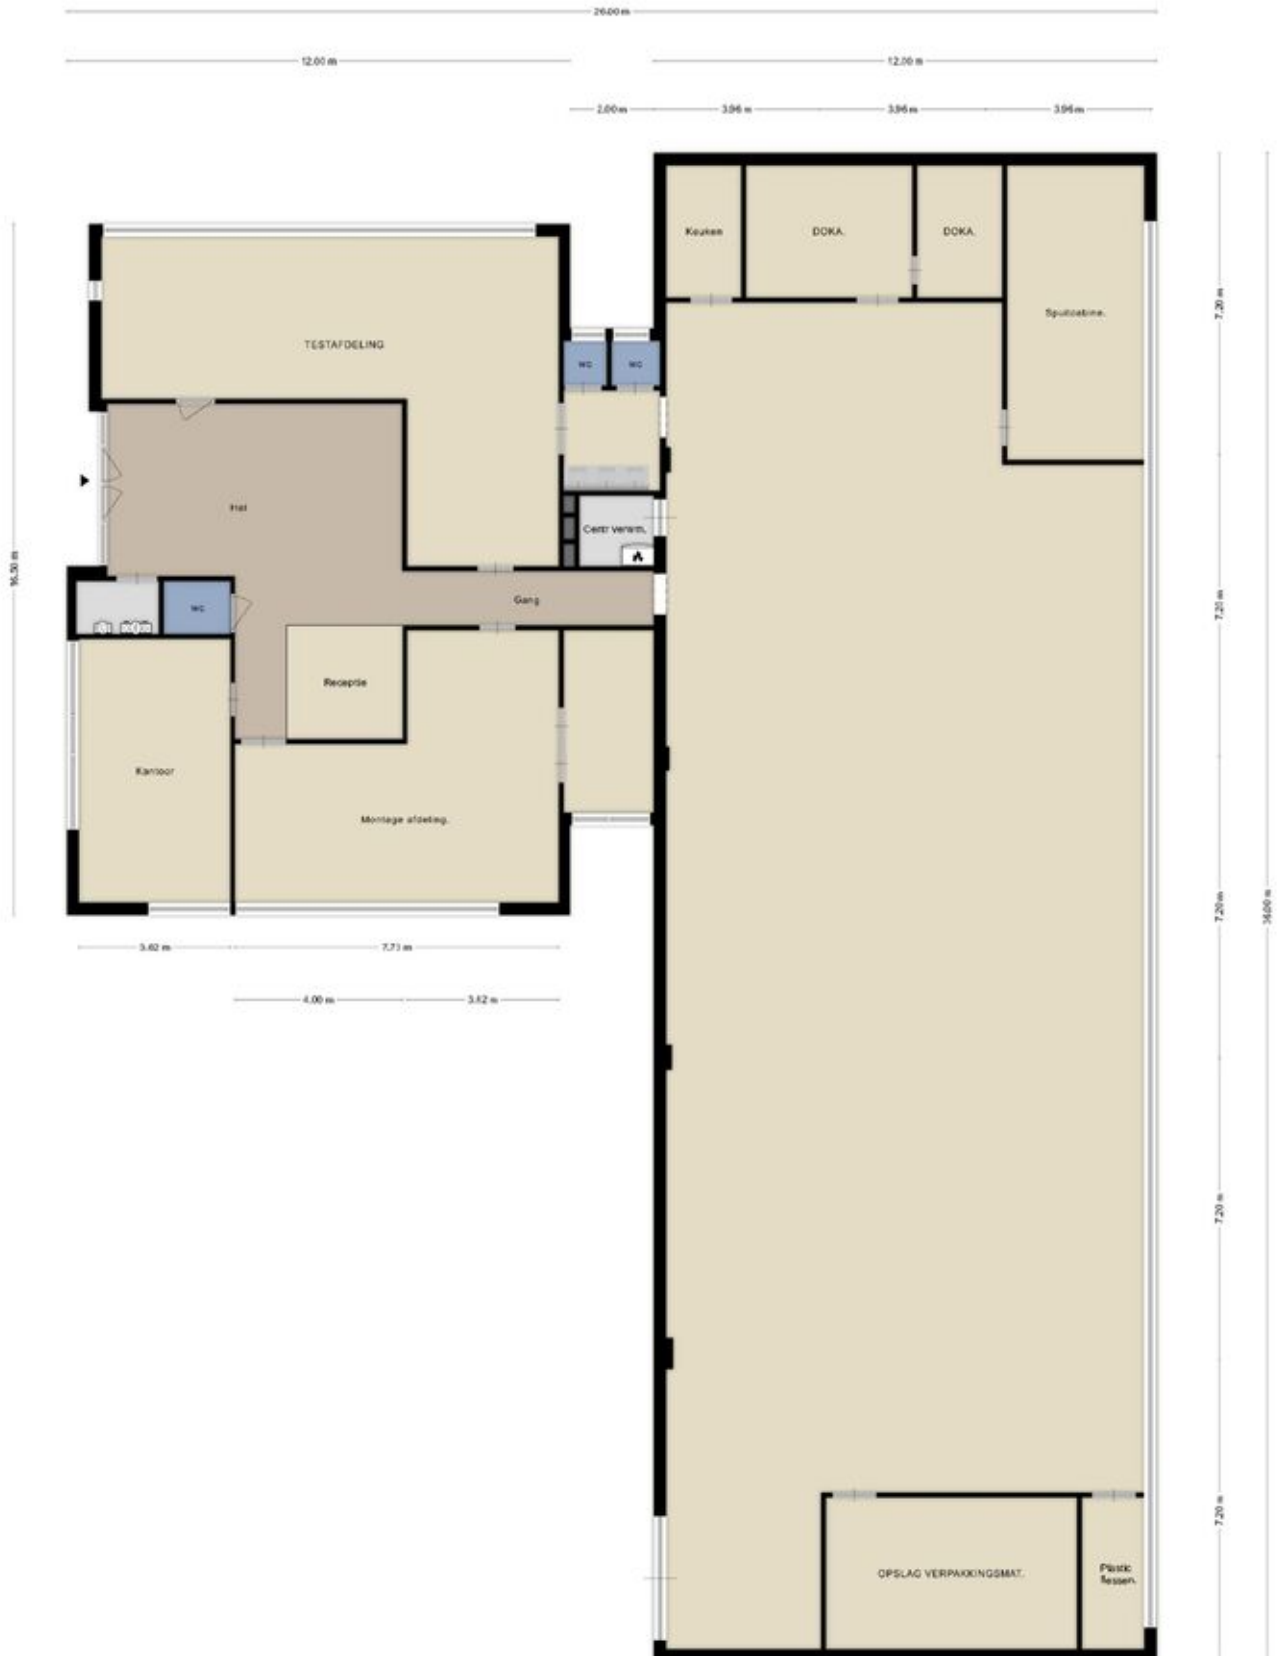 26.00 m
12.00 m
12.00 m
2.00 m
3.96 m
3.96 m
3.96 m
Keuken
DOKA.
DOKA.
Spuitcabine.
7.20 m
TESTAFDELING
WC
WC
Hal
Centr verwm.
16.50 m
WC
Gang
7.20 m
Receptie
Kantoor
Montage afdeling.
7.20 m
36.00 m
3.62 m
7.73 m
4.00 m
3.62 m
7.20 m
7.20 m
OPSLAG VERPAKKINGSMAT.
Plastic
flessen.